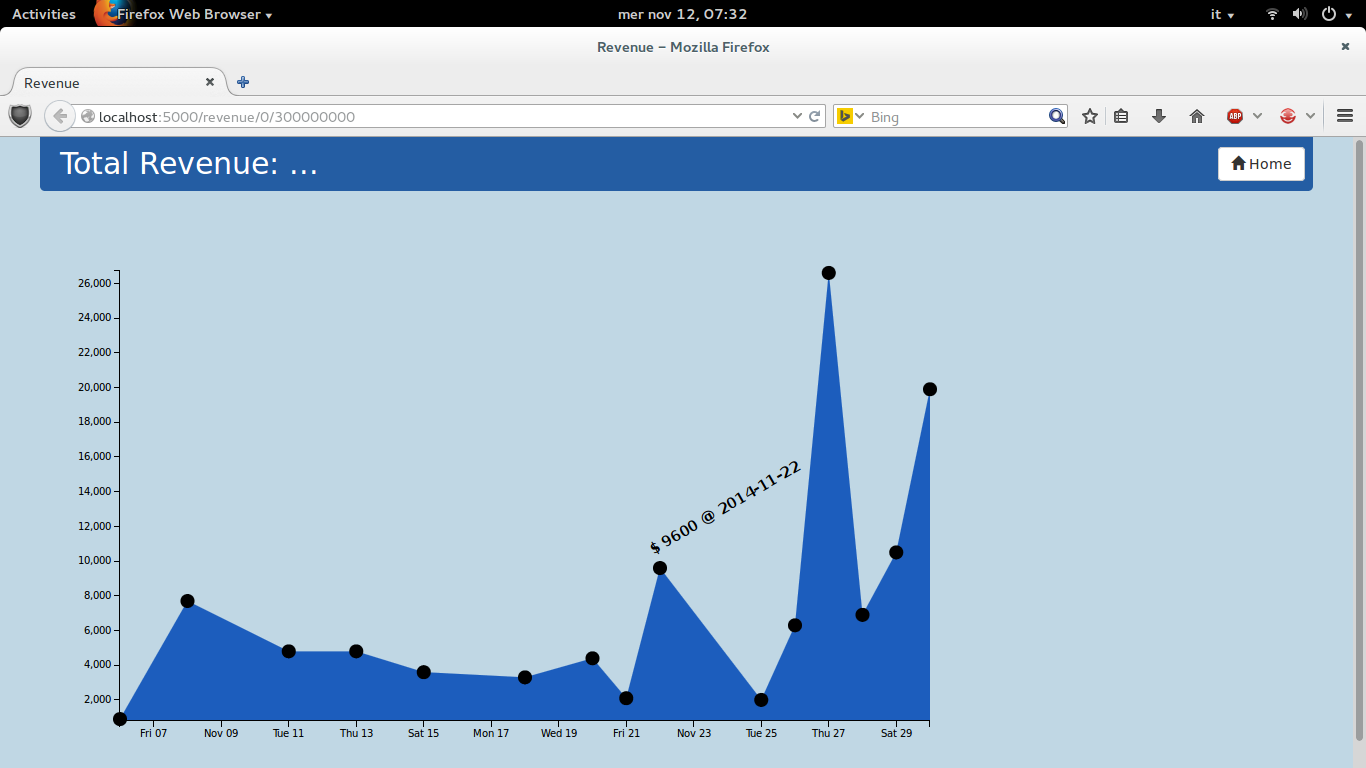 Activities Firefox Web Browser mer nov 12, 07:32 it
Revenue – Mozilla Firefox
Revenue
localhost:5000/revenue/0/300000000 Bing ABP
Total Revenue: ... Home
26,000
24,000
22,000
20,000
18,000
16,000
14,000
12,000
10,000
8,000
6,000
4,000
2,000
$ 9600 @ 2014-11-22
Fri 07 Nov 09 Tue 11 Thu 13 Sat 15 Mon 17 Wed 19 Fri 21 Nov 23 Tue 25 Thu 27 Sat 29